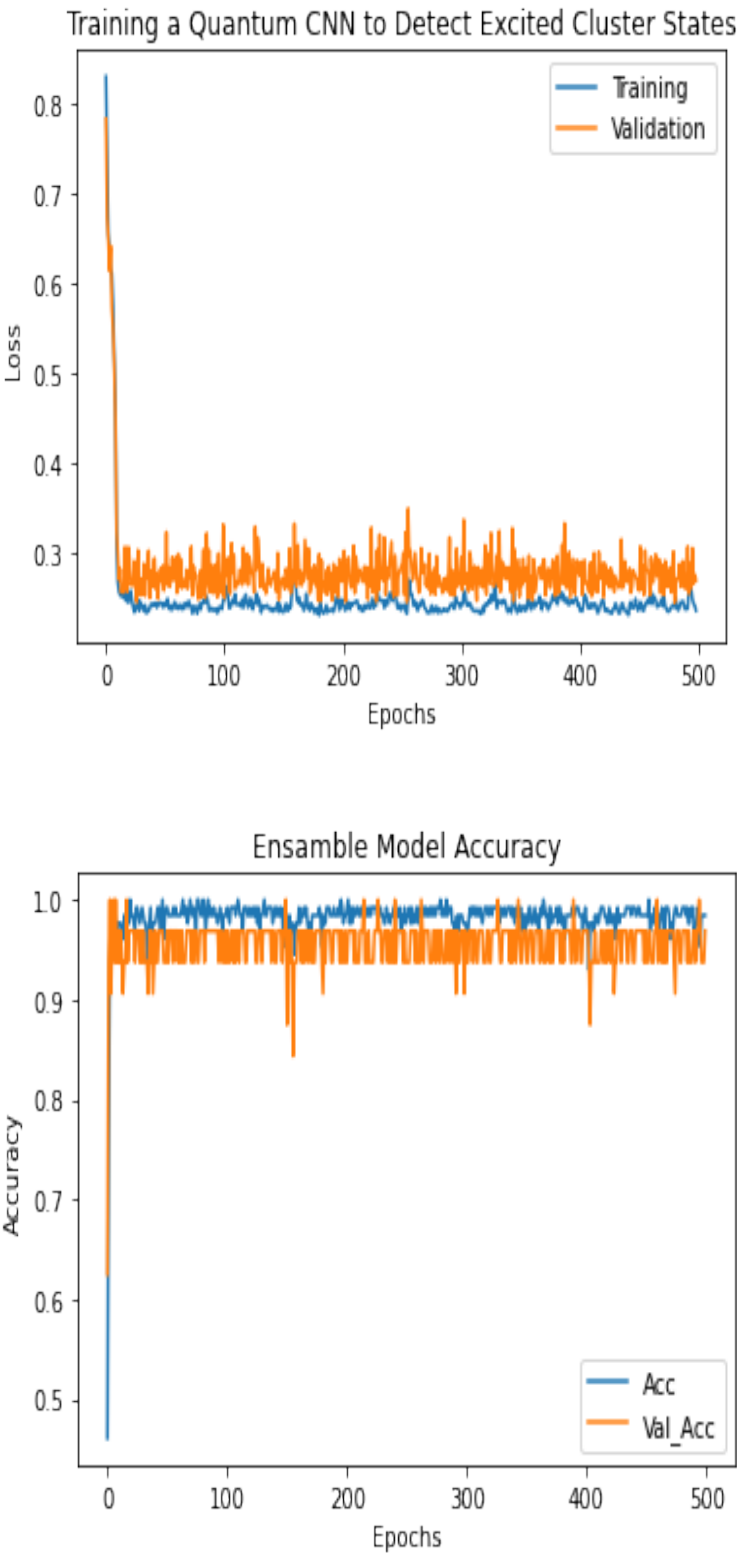 Training a Quantum CNN to Detect Excited Cluster States
Training
Validation
0.8
0.7
0.6
0.5
0.4
0.3
Loss
0 100 200 300 400 500
Epochs
Ensamble Model Accuracy
1.0
0.9
0.8
0.7
0.6
0.5
Accuracy
Acc
Val_Acc
0 100 200 300 400 500
Epochs